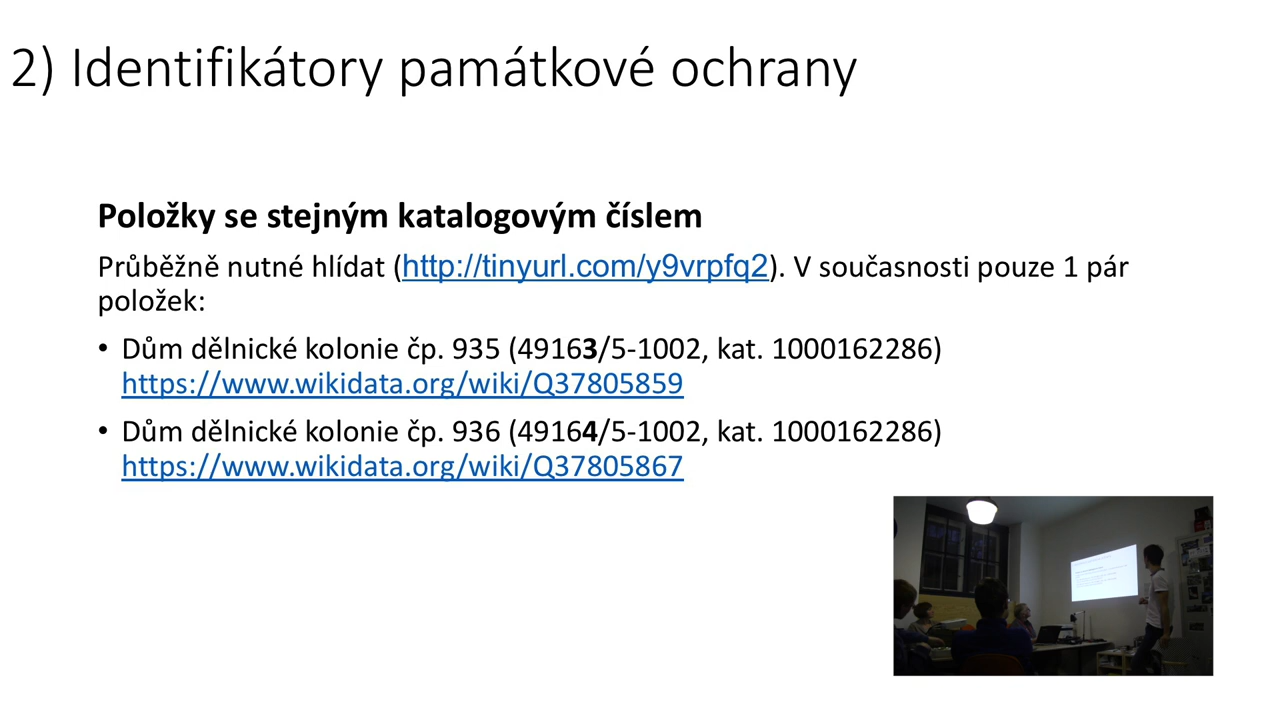 2) Identifikátory památkové ochrany
Položky se stejným katalogovým číslem
Průběžně nutné hlídat (http://tinyurl.com/y9vrpfq2). V současnosti pouze 1 pár
položek:
• Dům dělnické kolonie čp. 935 (49163/5-1002, kat. 1000162286)
https://www.wikidata.org/wiki/Q37805859
• Dům dělnické kolonie čp. 936 (49164/5-1002, kat. 1000162286)
https://www.wikidata.org/wiki/Q37805867